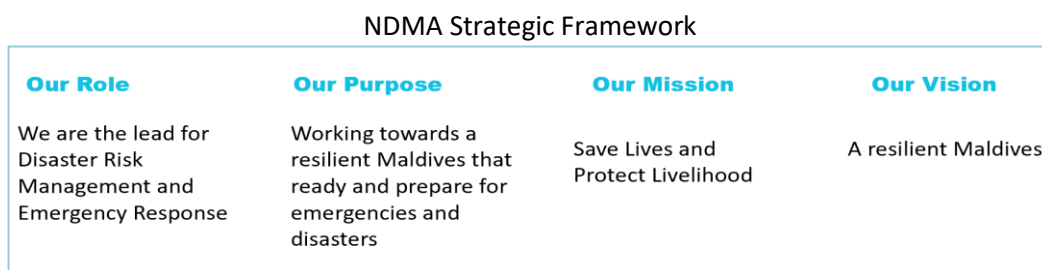 NDMA Strategic Framework
Our Role
We are the lead for
Disaster Risk
Management and
Emergency Response
Our Purpose
Working towards a
resilient Maldives that
ready and prepare for
emergencies and
disasters
Our Mission
Save Lives and
Protect Livelihood
Our Vision
A resilient Maldives